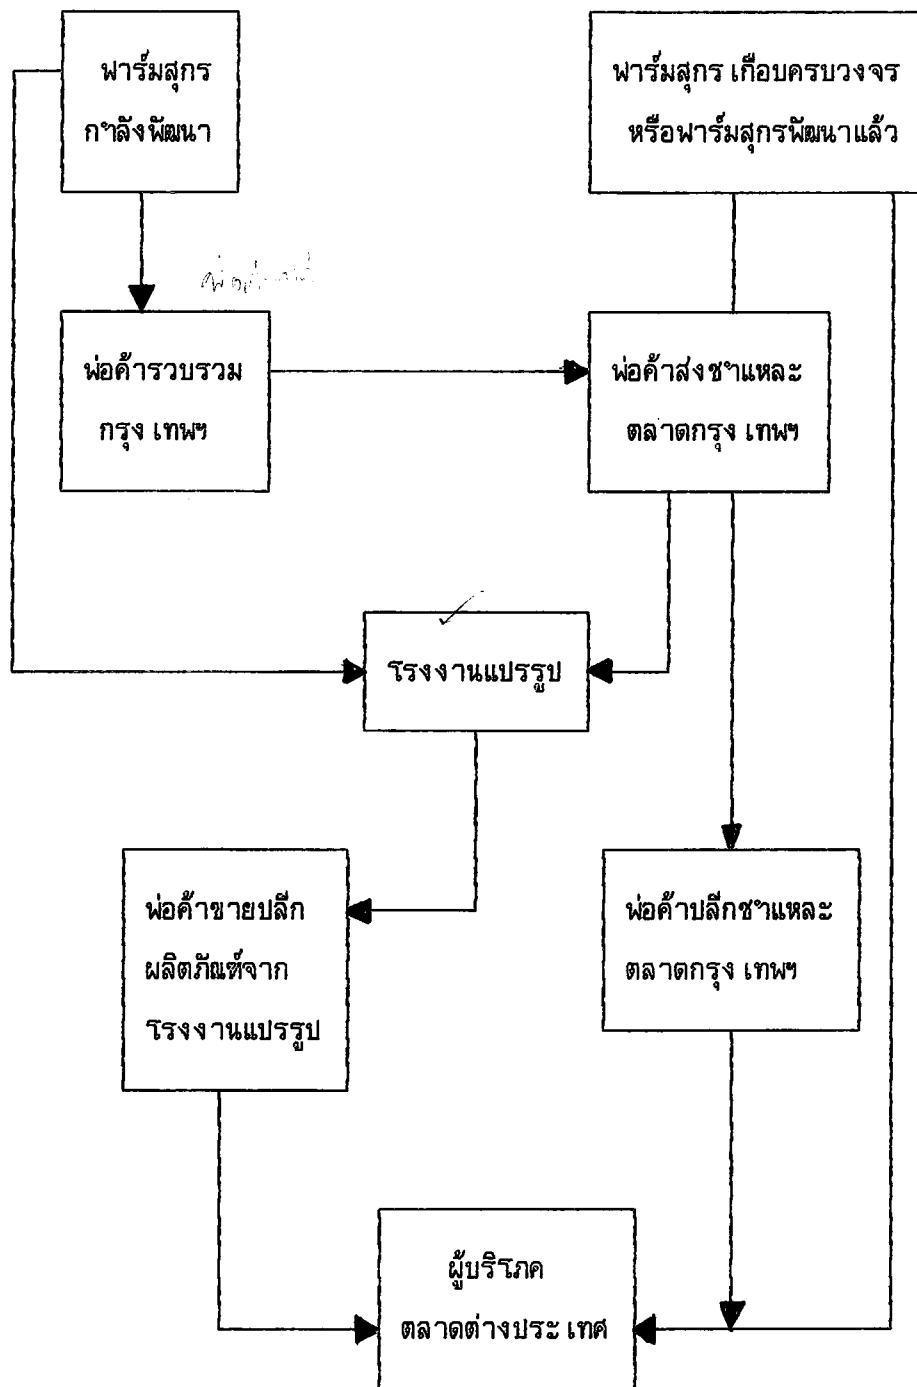 ฟาร์มสุกร
กำลังพัฒนา
ฟาร์มสุกร เกือบครบวงจร
หรือฟาร์มสุกรพัฒนาแล้ว
พ่อค้ารวบรวม
กรุง เทพฯ
พ่อค้าส่งชำแหละ
ตลาดกรุง เทพฯ
โรงงานแปรรูป
พ่อค้าขายปลีก
ผลิตภัณฑ์จาก
โรงงานแปรรูป
พ่อค้าปลีกชำแหละ
ตลาดกรุง เทพฯ
ผู้บริโภค
ตลาดต่างประ เทศ